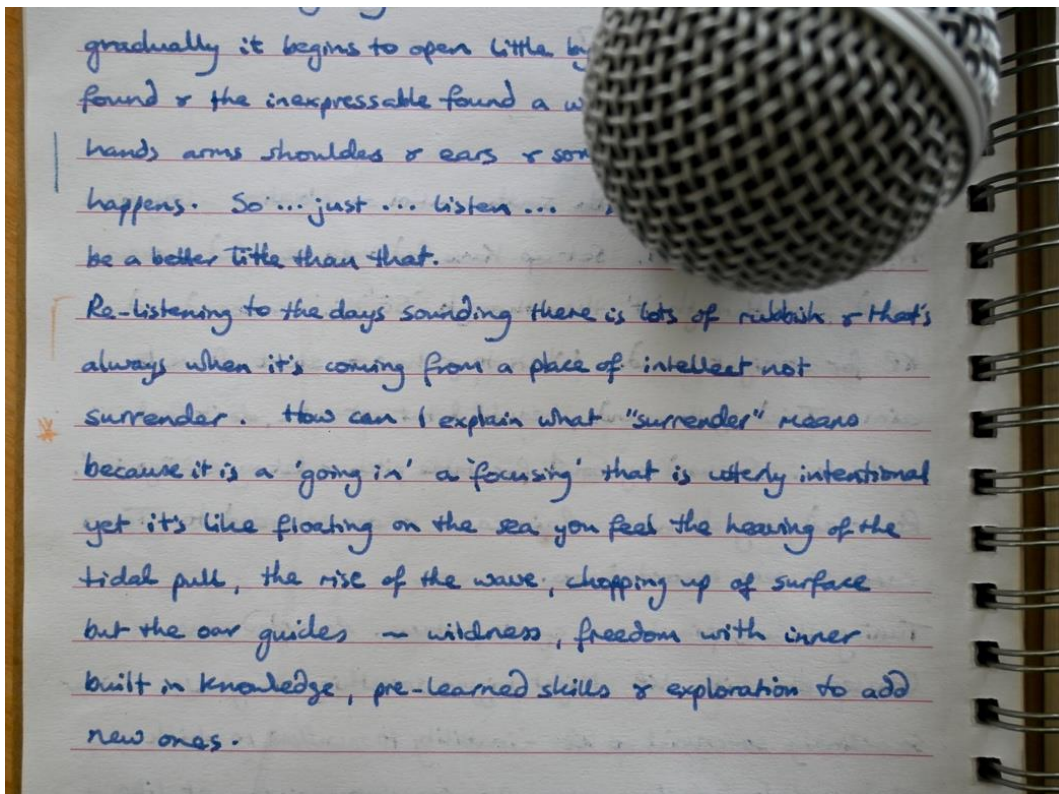 gradually it begins to open little by
found & the inexpressable found a
hands arms shoulders & ears &
happens. So... just... listen...
be a better title than that.
Re-listening to the days sounding there is lots of rubbish & that's
always when it's coming from a place of intellect not
surrender. How can I explain what "surrender" means
because it is a 'going in' a 'focusing' that is utterly intentional
yet it's like floating on the sea you feel the heaving of the
tidal pull, the rise of the wave, chopping up of surface
but the oar guides – wildness, freedom with inner
built in knowledge, pre-learned skills & exploration to add
new ones.